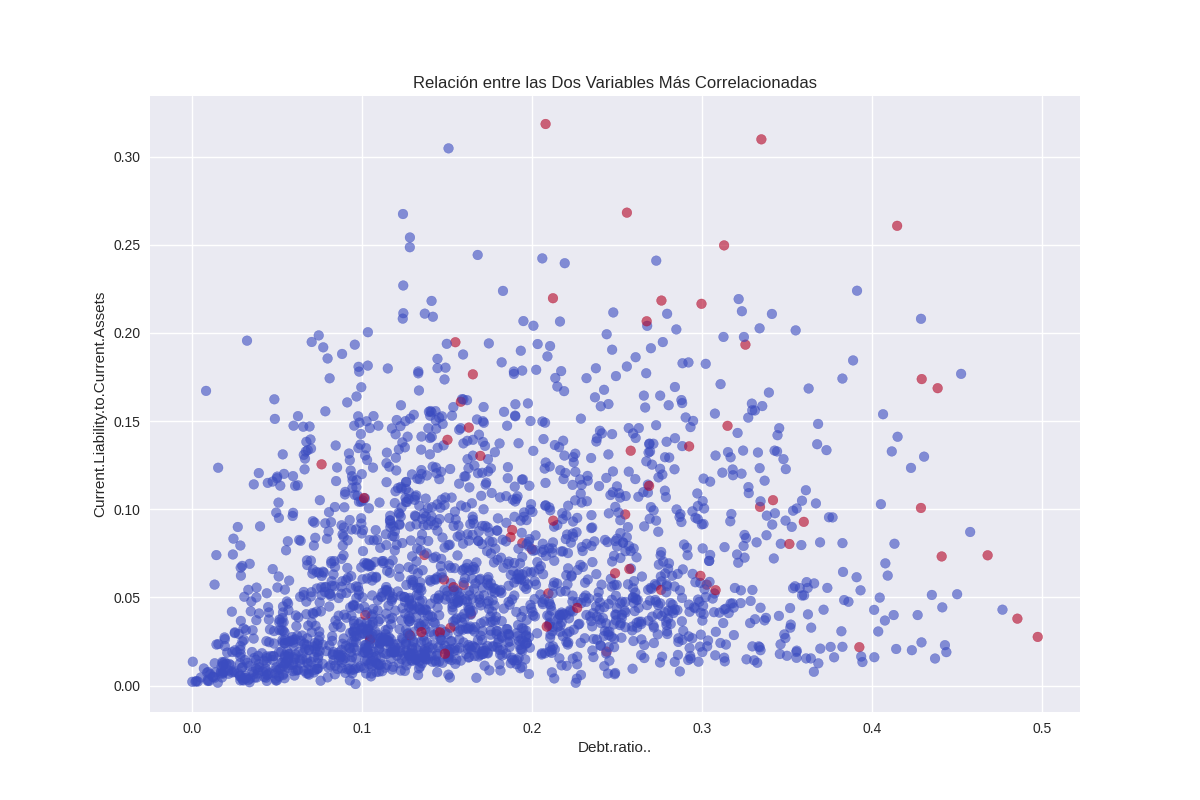 Relación entre las Dos Variables Más Correlacionadas
Current.Liability.to.Current.Assets
0.30
0.25
0.20
0.15
0.10
0.05
0.00
0.0 0.1 0.2 0.3 0.4 0.5
Debt.ratio..